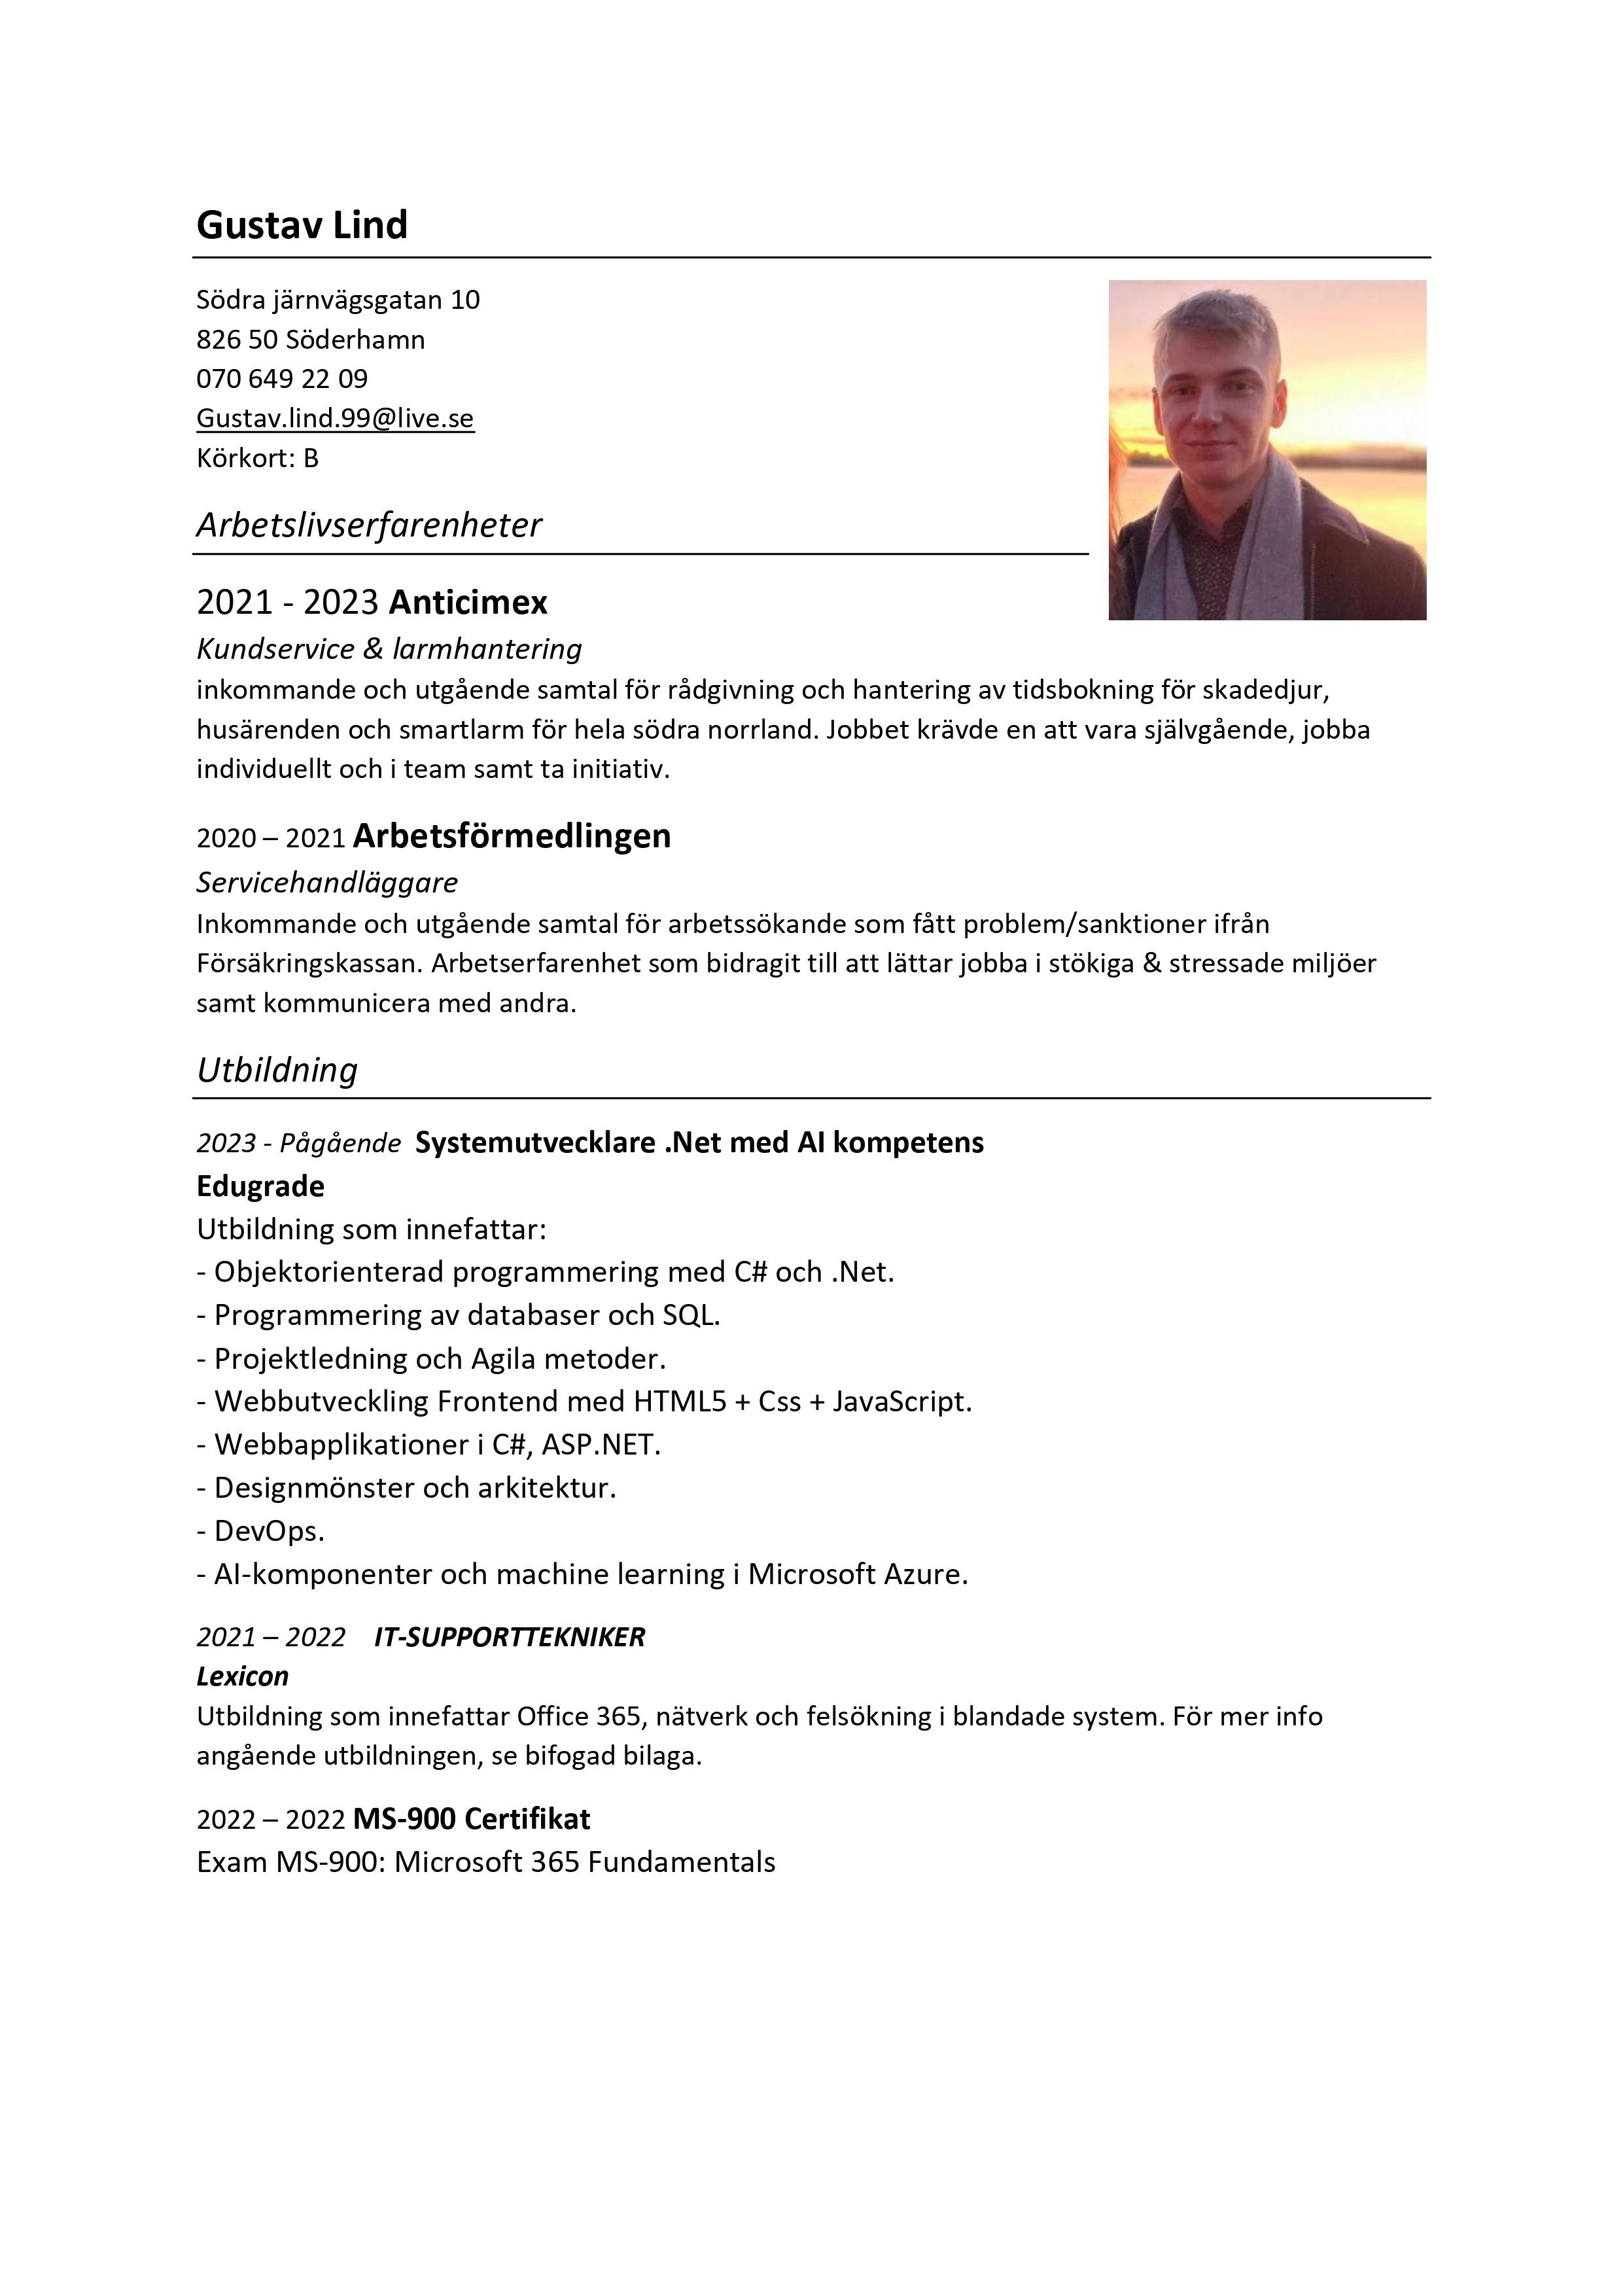 Gustav Lind
Södra järnvägsgatan 10
826 50 Söderhamn
070 649 22 09
Gustav.lind.99@live.se
Körkort: B
Arbetslivserfarenheter
2021 - 2023 Anticimex
Kundservice & larmhantering
inkommande och utgående samtal för rådgivning och hantering av tidsbokning för skadedjur,
husärenden och smartlarm för hela södra norrland. Jobbet krävde en att vara självgående, jobba
individuellt och i team samt ta initiativ.
2020 – 2021 Arbetsförmedlingen
Servicehandläggare
Inkommande och utgående samtal för arbetssökande som fått problem/sanktioner ifrån
Försäkringskassan. Arbetserfarenhet som bidragit till att lättar jobba i stökiga & stressade miljöer
samt kommunicera med andra.
Utbildning
2023 - Pågående Systemutvecklare .Net med AI kompetens
Edugrade
Utbildning som innefattar:
- Objektorienterad programmering med C# och .Net.
- Programmering av databaser och SQL.
- Projektledning och Agila metoder.
- Webbutveckling Frontend med HTML5 + Css + JavaScript.
- Webbapplikationer i C#, ASP.NET.
- Designmönster och arkitektur.
- DevOps.
- AI-komponenter och machine learning i Microsoft Azure.
2021 – 2022 IT-SUPPORTTEKNIKER
Lexicon
Utbildning som innefattar Office 365, nätverk och felsökning i blandade system. För mer info
angående utbildningen, se bifogad bilaga.
2022 – 2022 MS-900 Certifikat
Exam MS-900: Microsoft 365 Fundamentals